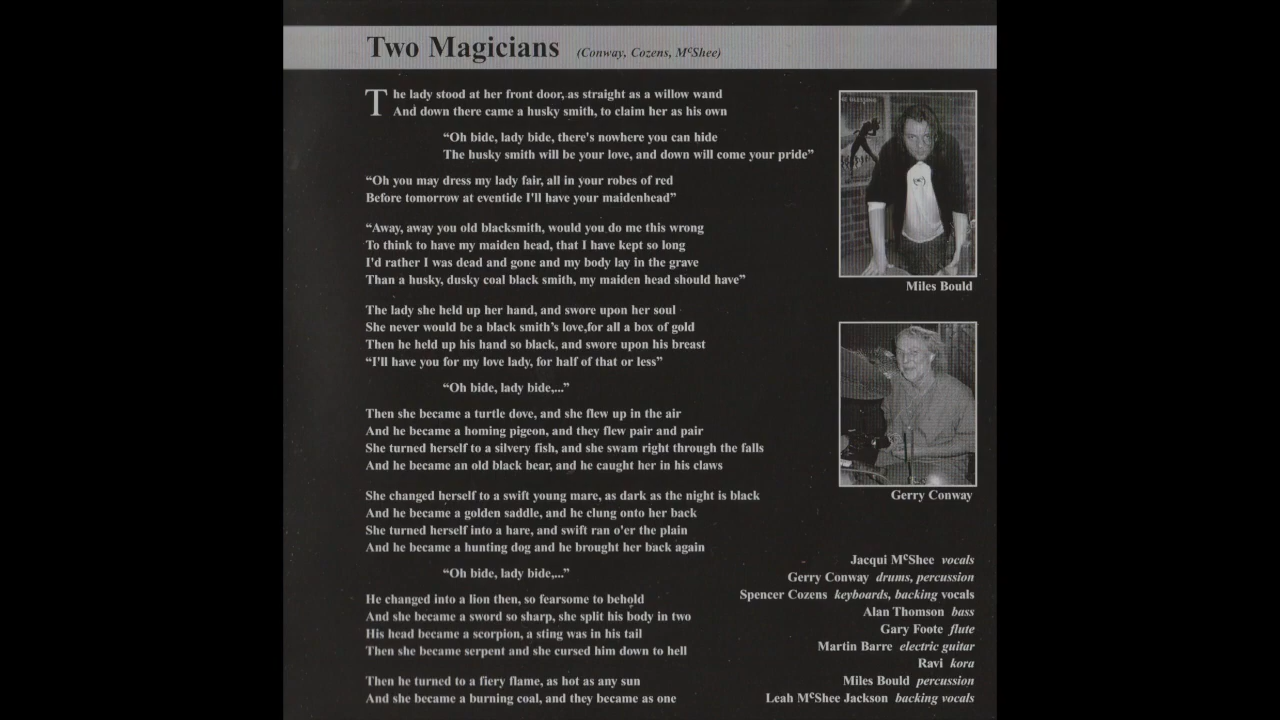 Two Magicians (Conway, Cozens, McShee)
The lady stood at her front door, as straight as a willow wand
And down there came a husky smith, to claim her as his own
“Oh bide, lady bide, there's nowhere you can hide
The husky smith will be your love, and down will come your pride”
“Oh you may dress my lady fair, all in your robes of red
Before tomorrow at eventide I'll have your maidenhead”
“Away, away you old blacksmith, would you do me this wrong
To think to have my maiden head, that I have kept so long
I'd rather I was dead and gone and my body lay in the grave
Than a husky, dusky coal black smith, my maiden head should have”
The lady she held up her hand, and swore upon her soul
She never would be a black smith’s love,for all a box of gold
Then he held up his hand so black, and swore upon his breast
“I'll have you for my love lady, for half of that or less”
“Oh bide, lady bide,...”
Then she became a turtle dove, and she flew up in the air
And he became a homing pigeon, and they flew pair and pair
She turned herself to a silvery fish, and she swam right through the falls
And he became an old black bear, and he caught her in his claws
She changed herself to a swift young mare, as dark as the night is black
And he became a golden saddle, and he clung onto her back
She turned herself into a hare, and swift ran o'er the plain
And he became a hunting dog and he brought her back again
“Oh bide, lady bide,...”
He changed into a lion then, so fearsome to behold
And she became a sword so sharp, she split his body in two
His head became a scorpion, a sting was in his tail
Then she became serpent and she cursed him down to hell
Then he turned to a fiery flame, as hot as any sun
And she became a burning coal, and they became as one
Miles Bould
Gerry Conway
Jacqui McShee vocals
Gerry Conway drums, percussion
Spencer Cozens keyboards, backing vocals
Alan Thomson bass
Gary Foote flute
Martin Barre electric guitar
Ravi kora
Miles Bould percussion
Leah McShee Jackson backing vocals